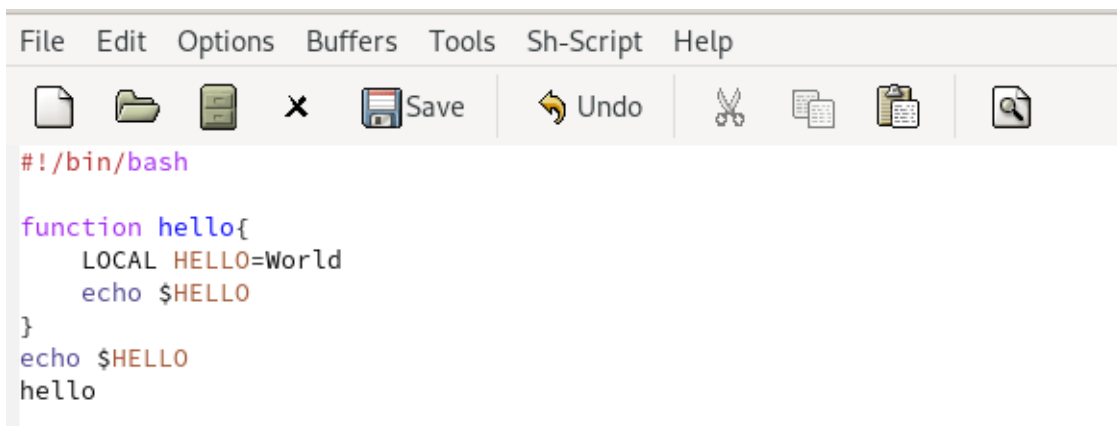 File Edit Options Buffers Tools Sh-Script Help
Save Undo
#!/bin/bash
function hello{
    LOCAL HELLO=World
    echo $HELLO
}
echo $HELLO
hello